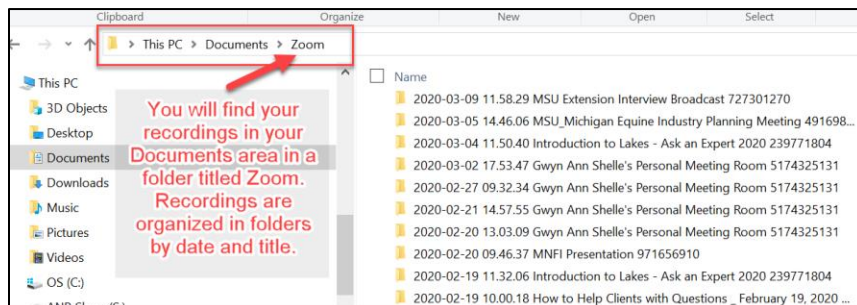 Clipboard
Organize
New
Open
Select
This PC > Documents > Zoom
This PC
3D Objects
Desktop
Documents
Downloads
Music
Pictures
Videos
OS (C:)
You will find your
recordings in your
Documents area in a
folder titled Zoom.
Recordings are
organized in folders
by date and title.
Name
2020-03-09 11.58.29 MSU Extension Interview Broadcast 727301270
2020-03-05 14.46.06 MSU_Michigan Equine Industry Planning Meeting 491698...
2020-03-04 11.50.40 Introduction to Lakes - Ask an Expert 2020 239771804
2020-03-02 17.53.47 Gwyn Ann Shelle's Personal Meeting Room 5174325131
2020-02-27 09.32.34 Gwyn Ann Shelle's Personal Meeting Room 5174325131
2020-02-21 14.57.55 Gwyn Ann Shelle's Personal Meeting Room 5174325131
2020-02-20 13.03.09 Gwyn Ann Shelle's Personal Meeting Room 5174325131
2020-02-20 09.46.37 MNFI Presentation 971656910
2020-02-19 11.32.06 Introduction to Lakes - Ask an Expert 2020 239771804
2020-02-19 10.00.18 How to Help Clients with Questions _ February 19, 2020 ...